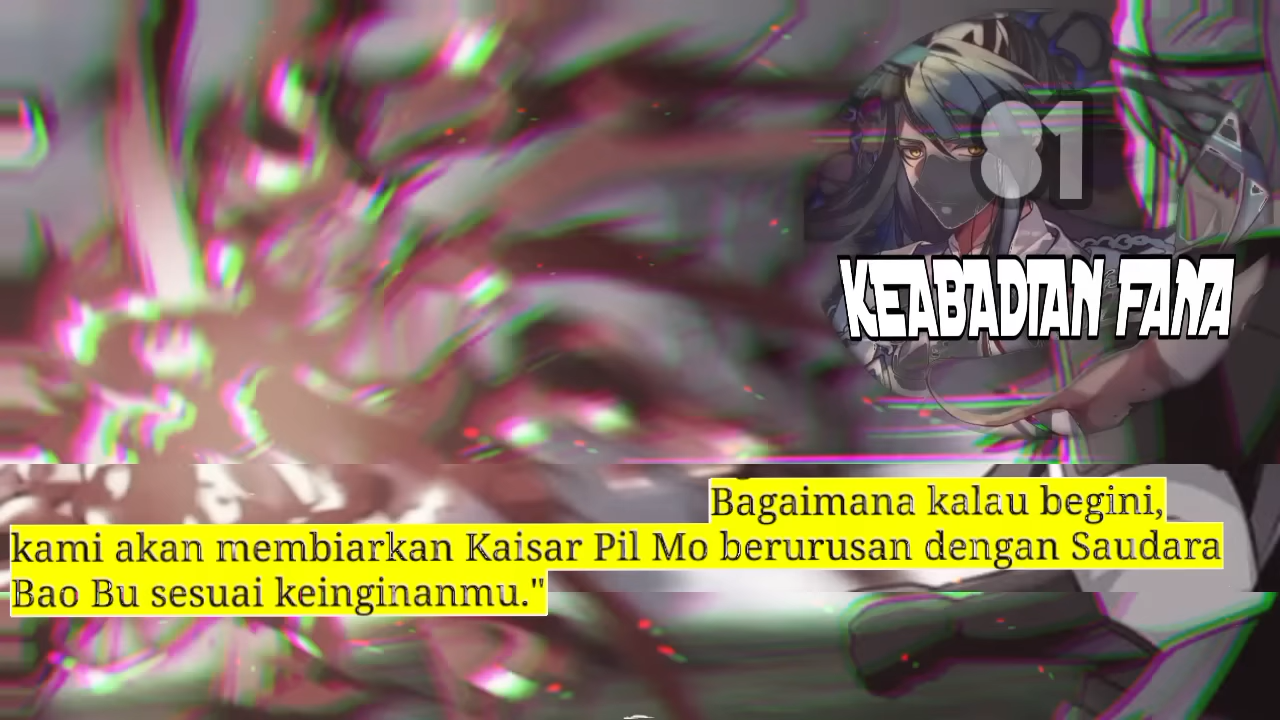 81
KEABADIAN FANA
Bagaimana kalau begini,
kami akan membiarkan Kaisar Pil Mo berurusan dengan Saudara
Bao Bu sesuai keinginanmu."